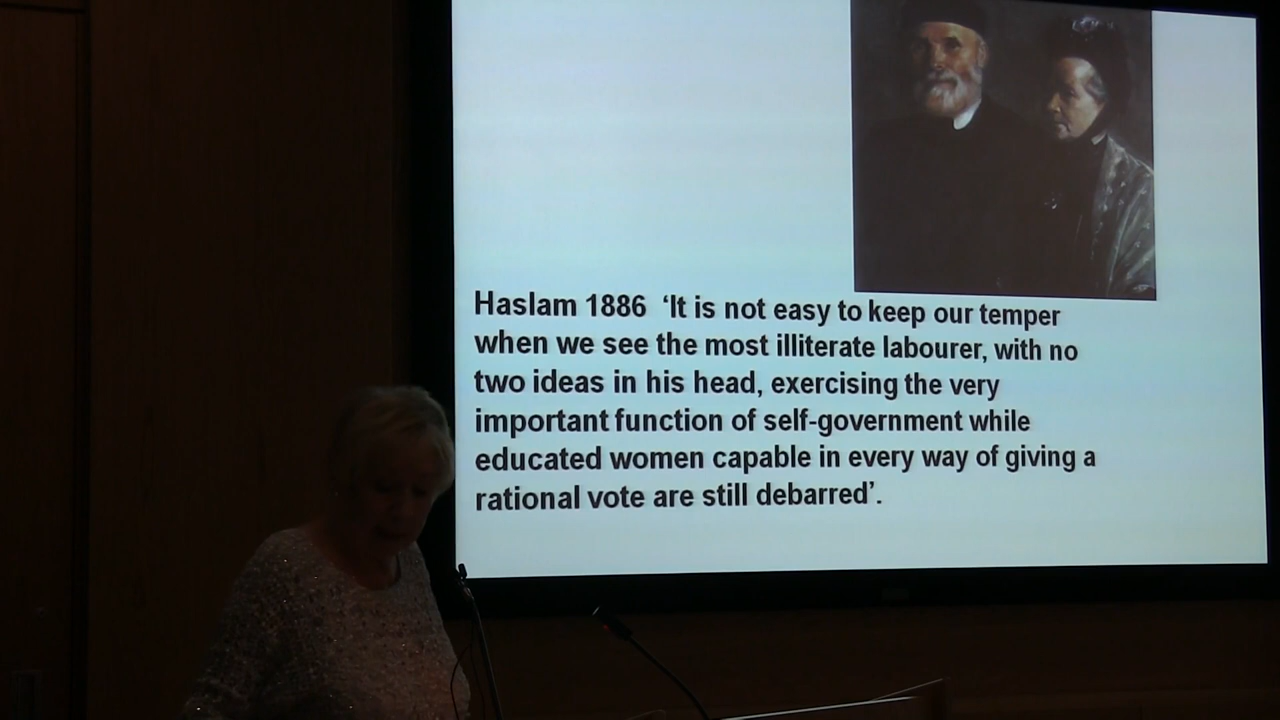 Haslam 1886 ‘It is not easy to keep our temper
when we see the most illiterate labourer, with no
two ideas in his head, exercising the very
important function of self-government while
educated women capable in every way of giving a
rational vote are still debarred’.